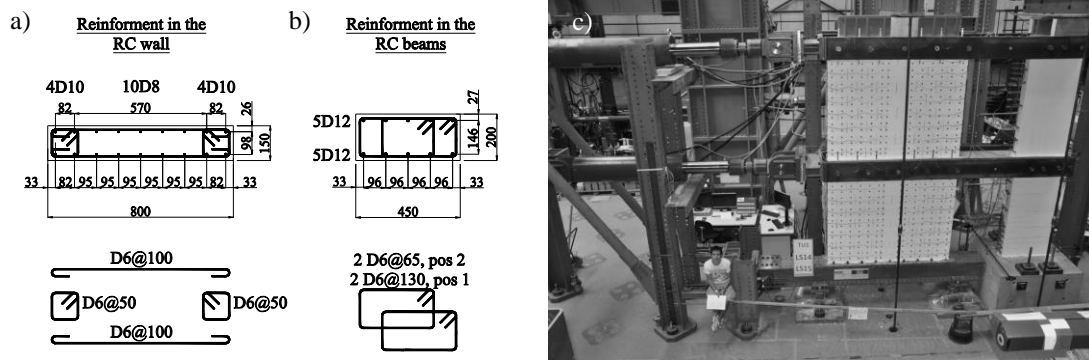 a)
Reinforment in the
RC wall
4D10 10D8 4D10
82 570 82
26
98
150
33 82 95 95 95 95 95 95 82 33
800
D6@100
D6@50 D6@50
D6@100
b)
Reinforment in the
RC beams
27
5D12
146
200
5D12
33 96 96 96 96 33
450
2 D6@65, pos 2
2 D6@130, pos 1
c)
TU5
LS14
LS15